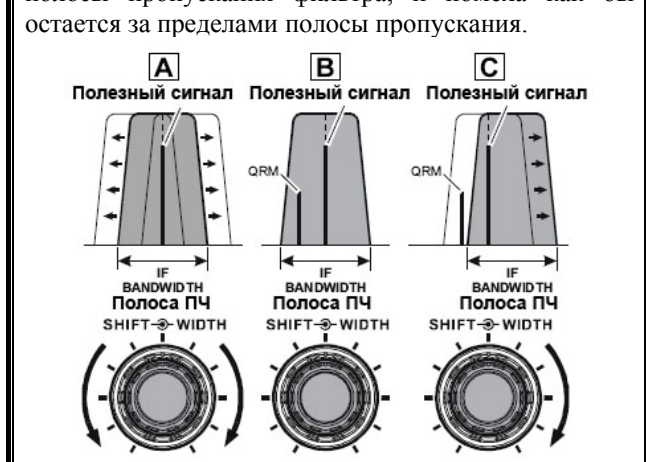 остается за пределами полосы пропускания.
A B C
Полезный сигнал Полезный сигнал Полезный сигнал
QRM QRM
IF IF IF
BANDWIDTH BANDWIDTH BANDWIDTH
Полоса ПЧ Полоса ПЧ Полоса ПЧ
SHIFT WIDTH SHIFT WIDTH SHIFT WIDTH